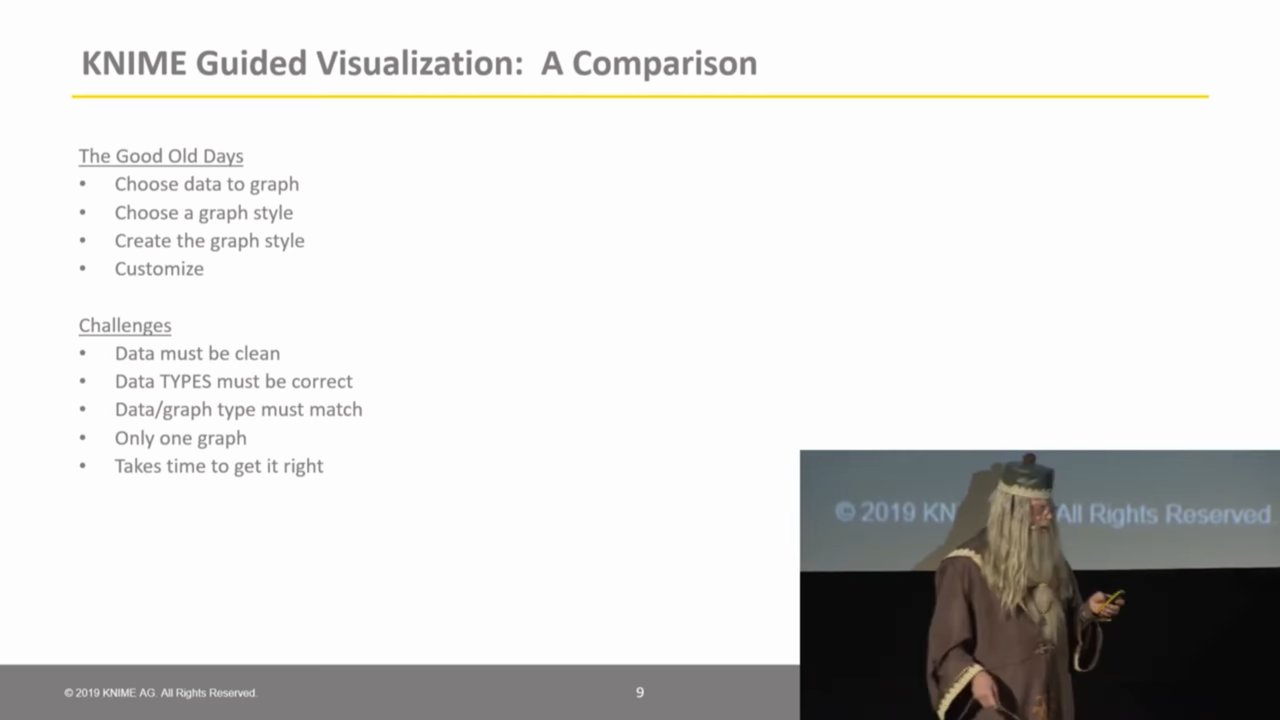 KNIME Guided Visualization: A Comparison
The Good Old Days
• Choose data to graph
• Choose a graph style
• Create the graph style
• Customize
Challenges
• Data must be clean
• Data TYPES must be correct
• Data/graph type must match
• Only one graph
• Takes time to get it right
© 2019 KN All Rights Reserved
© 2019 KNIME AG. All Rights Reserved.
9